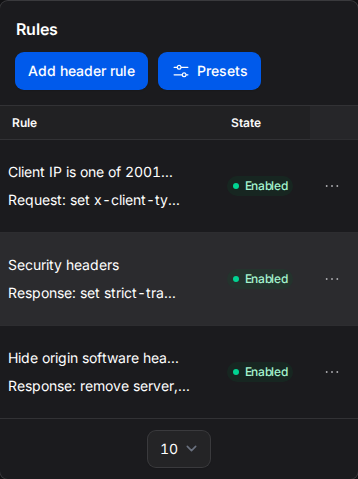 Rules
Add header rule
Presets
Rule State
Client IP is one of 2001...
Request: set x-client-ty...
Enabled
Security headers
Response: set strict-tra...
Enabled
Hide origin software hea...
Response: remove server,...
Enabled
10